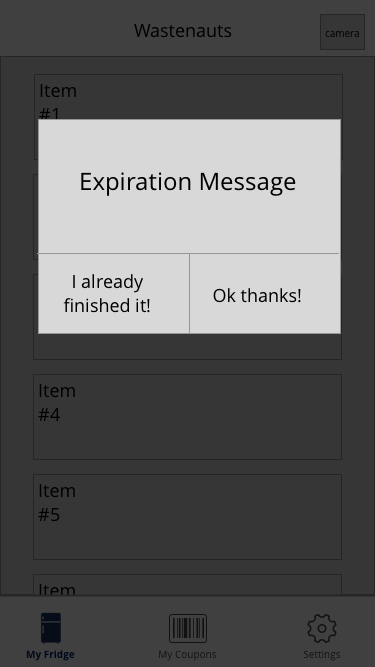 Wastenauts
camera
Item
#1
Expiration Message
I already
finished it!
Ok thanks!
Item
#4
Item
#5
Item
My Fridge
My Coupons
Settings